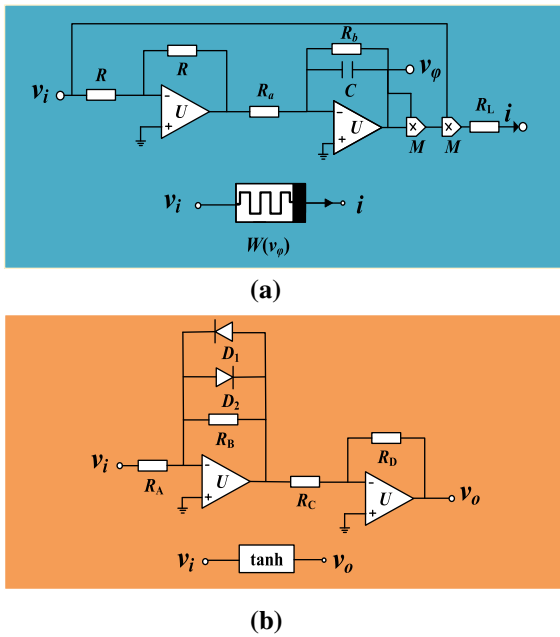 R
R
R_b
v_i
R_a
C
v_φ
U
U
M
M
R_L
i
v_i
i
W(v_φ)
(a)
D_1
D_2
R_B
v_i
R_A
U
R_C
R_D
U
v_o
v_i
tanh
v_o
(b)